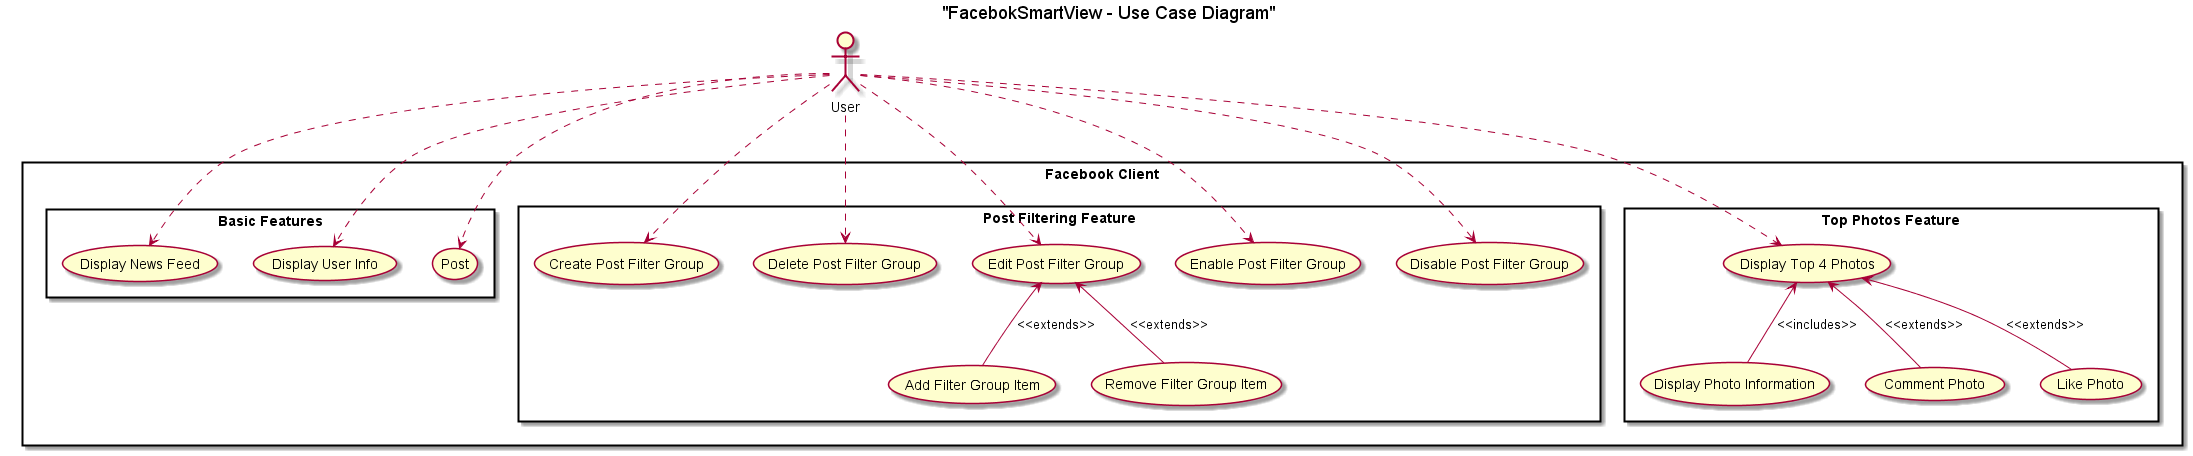 "FacebokSmartView - Use Case Diagram"
User
Facebook Client
Basic Features
Display News Feed
Display User Info
Post
Post Filtering Feature
Create Post Filter Group
Delete Post Filter Group
Edit Post Filter Group
Enable Post Filter Group
Disable Post Filter Group
<<extends>>
<<extends>>
Add Filter Group Item
Remove Filter Group Item
Top Photos Feature
Display Top 4 Photos
<<includes>>
<<extends>>
<<extends>>
Display Photo Information
Comment Photo
Like Photo